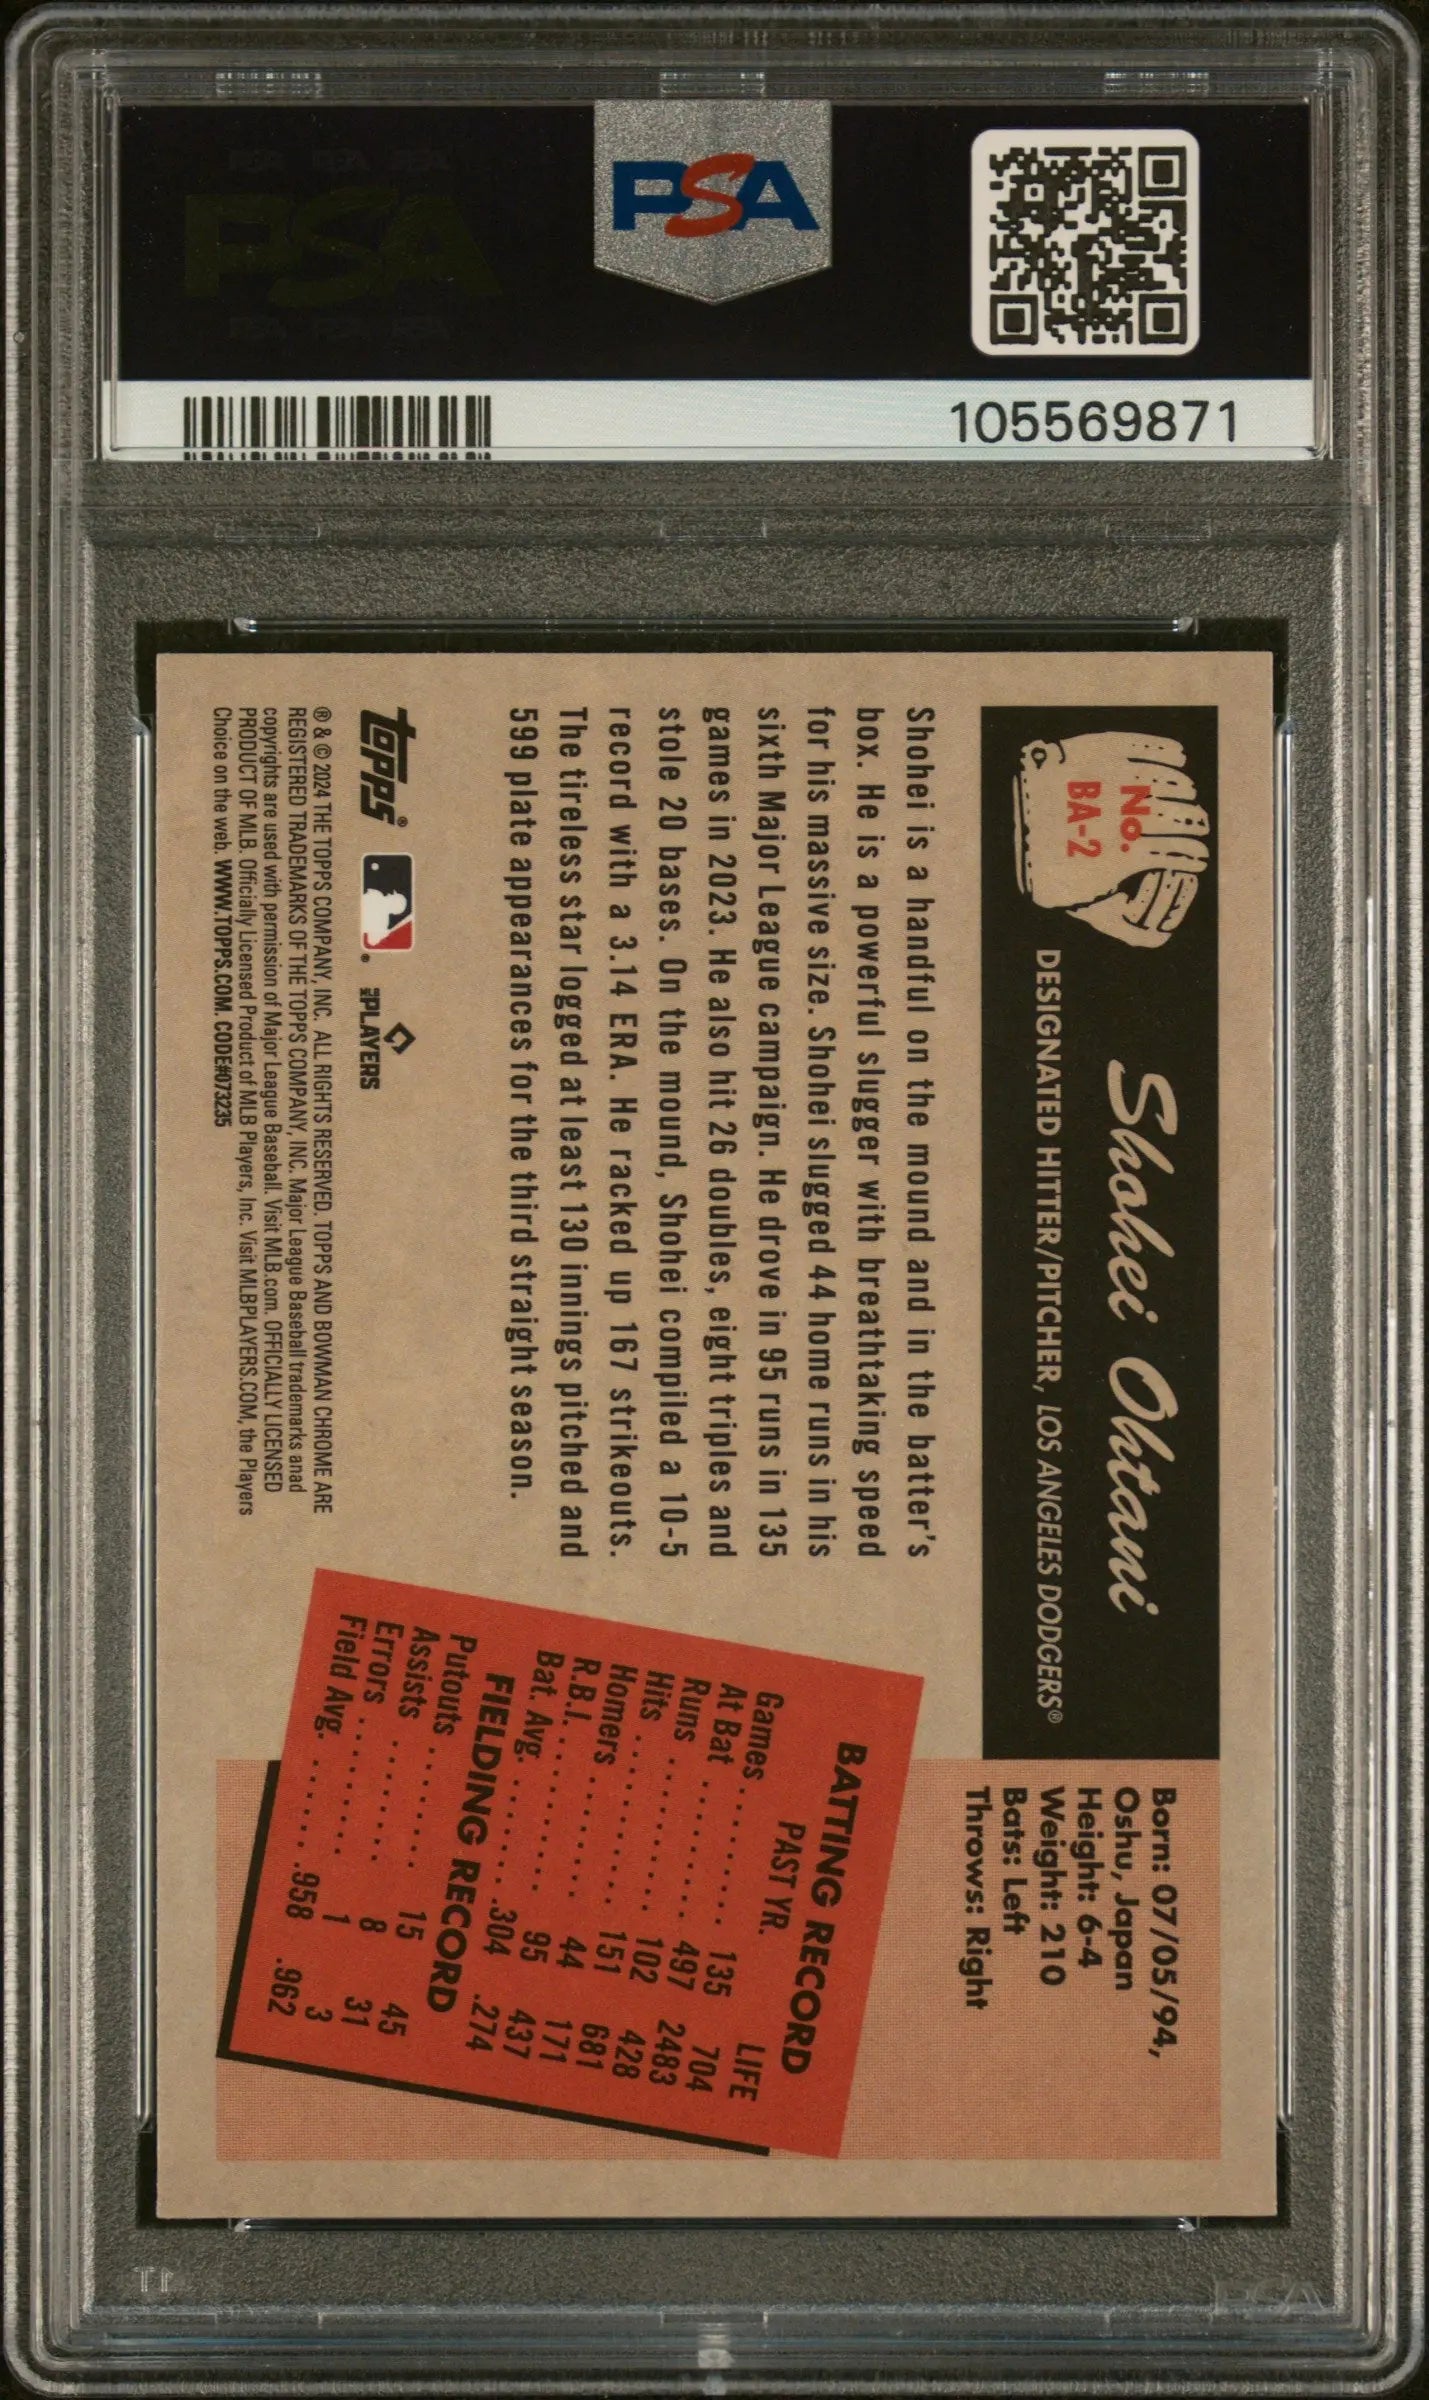 PSA
PSA
105569871
No.
BA-2
Shohei Ohtani
DESIGNATED HITTER/PITCHER, LOS ANGELES DODGERS®
Born: 07/05/94,
Oshu, Japan
Height: 6-4
Weight: 210
Bats: Left
Throws: Right
Shohei is a handful on the mound and in the batter's
box. He is a powerful slugger with breathtaking speed
for his massive size. Shohei slugged 44 home runs in his
sixth Major League campaign. He drove in 95 runs in 135
games in 2023. He also hit 26 doubles, eight triples and
stole 20 bases. On the mound, Shohei compiled a 10-5
record with a 3.14 ERA. He racked up 167 strikeouts.
The tireless star logged at least 130 innings pitched and
599 plate appearances for the third straight season.
BATTING RECORD
PAST YR. LIFE
Games . . . . . . . . . . 135 704
At Bat . . . . . . . . . . 497 2483
Runs . . . . . . . . . . . 102 428
Hits . . . . . . . . . . . 151 681
Homers . . . . . . . . . 44 171
R.B.I. . . . . . . . . . . 95 437
Bat. Avg. . . . . . . . . .304 .274
FIELDING RECORD
Putouts . . . . . . . . 15 45
Assists . . . . . . . . . 8 31
Errors . . . . . . . . . 1 3
Field Avg. . . . . . . . .958 .962
topps® ® MLB PLAYERS
® & © 2024 THE TOPPS COMPANY, INC. ALL RIGHTS RESERVED. TOPPS AND BOWMAN CHROME ARE
REGISTERED TRADEMARKS OF THE TOPPS COMPANY, INC. Major League Baseball trademarks anad
copyrights are used with permission of Major League Baseball. Visit MLB.com. OFFICIALLY LICENSED
PRODUCT OF MLB. Officially Licensed Product of MLB Players, Inc. Visit MLBPLAYERS.COM, the Players
Choice on the web. WWW.TOPPS.COM. CODE#073235
PSA